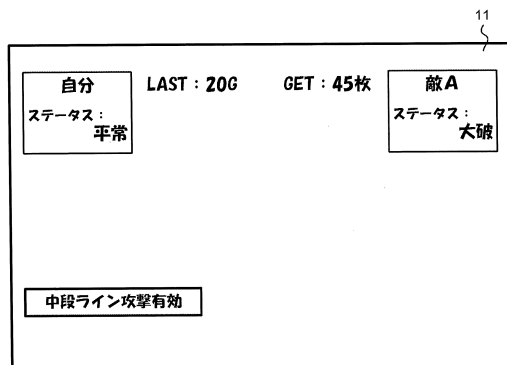 11
自分
ステータス：
平常
LAST：20G
GET：45枚
敵A
ステータス：
大破
中段ライン攻撃有効